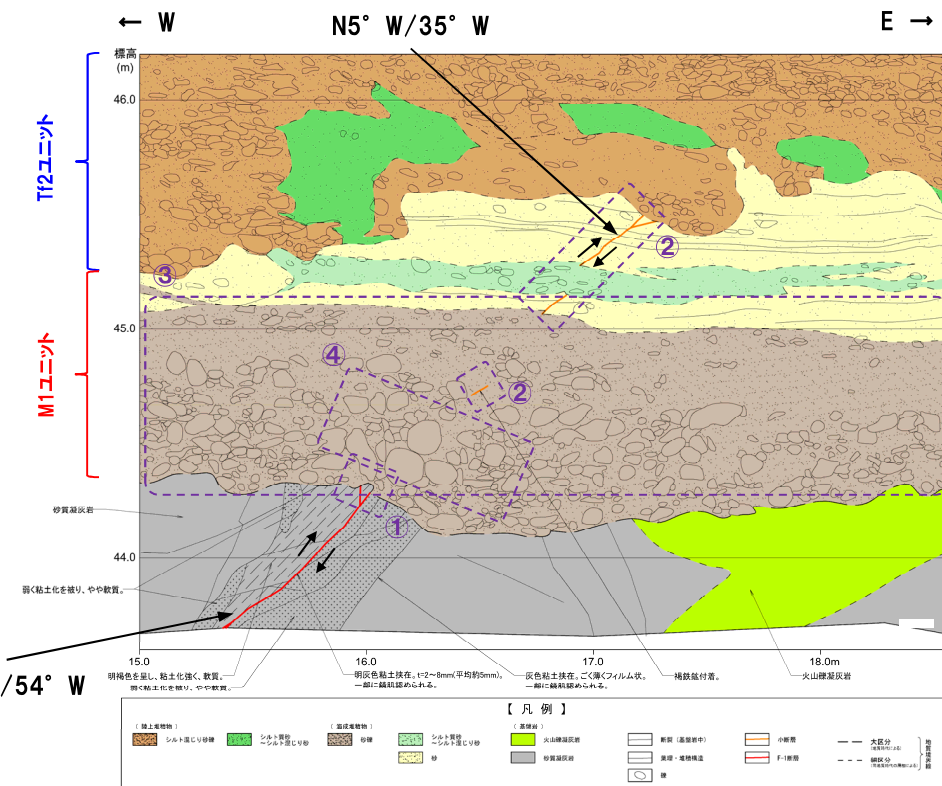 ← W
N5°W/35°W
E →
標高
(m)
46.0
Tf2ユニット
②
③
45.0
M1ユニット
④
②
①
砂質凝灰岩
44.0
弱く粘土化を被り、やや軟質。
15.0
16.0
17.0
18.0m
/54°W
明褐色を呈し、粘土化強く、軟質。
弱く粘土化を被り、やや軟質。
明灰色粘土挟在。t=2～8mm(平均約5mm)。
一部に鏡肌認められる。
灰色粘土挟在。ごく薄くフィルム状。
一部に鏡肌認められる。
褐鉄鉱付着。
火山礫凝灰岩
【 凡 例 】
( 陸上堆積物 )
シルト混じり砂礫
シルト質砂
～シルト混じり砂
砂礫
シルト質砂
～シルト混じり砂
砂
( 基盤岩 )
火山礫凝灰岩
砂質凝灰岩
断裂（基盤岩中）
葉理・堆積構造
礫
小断層
F-1断層
大区分
細区分
地質境界線